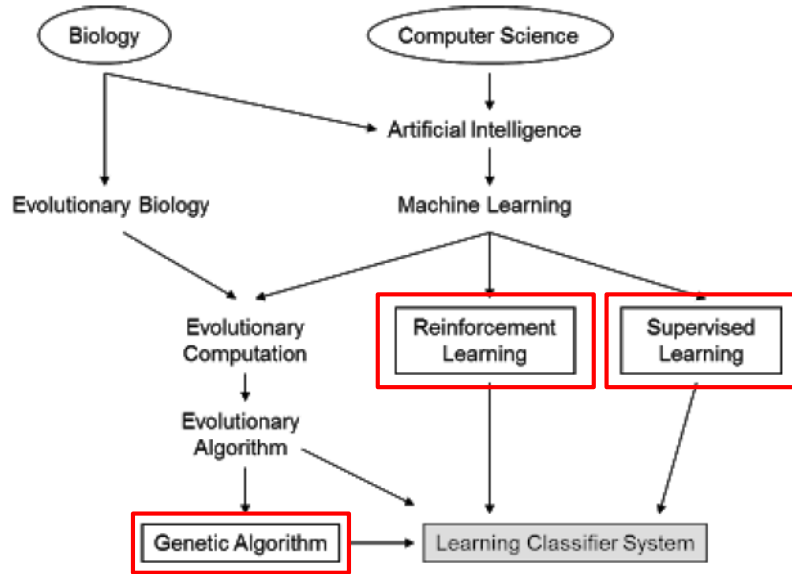 Biology
Computer Science
Artificial Intelligence
Evolutionary Biology
Machine Learning
Evolutionary
Computation
Reinforcement
Learning
Supervised
Learning
Evolutionary
Algorithm
Genetic Algorithm
Learning Classifier System